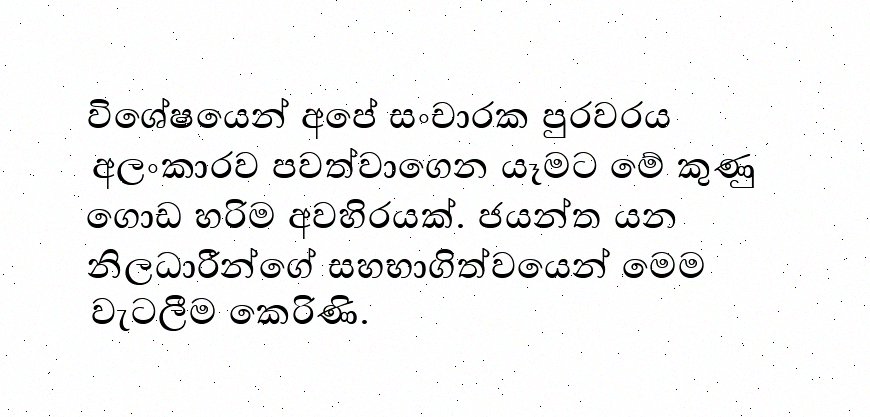 විශේෂයෙන් අපේ සංචාරක පුරවරය
අලංකාරව පවත්වාගෙන යෑමට මේ කුණු
ගොඩ හරිම අවහිරයක්. ජයන්ත යන
නිලධාරීන්ගේ සහභාගිත්වයෙන් මෙම
වැටලීම කෙරිණි.